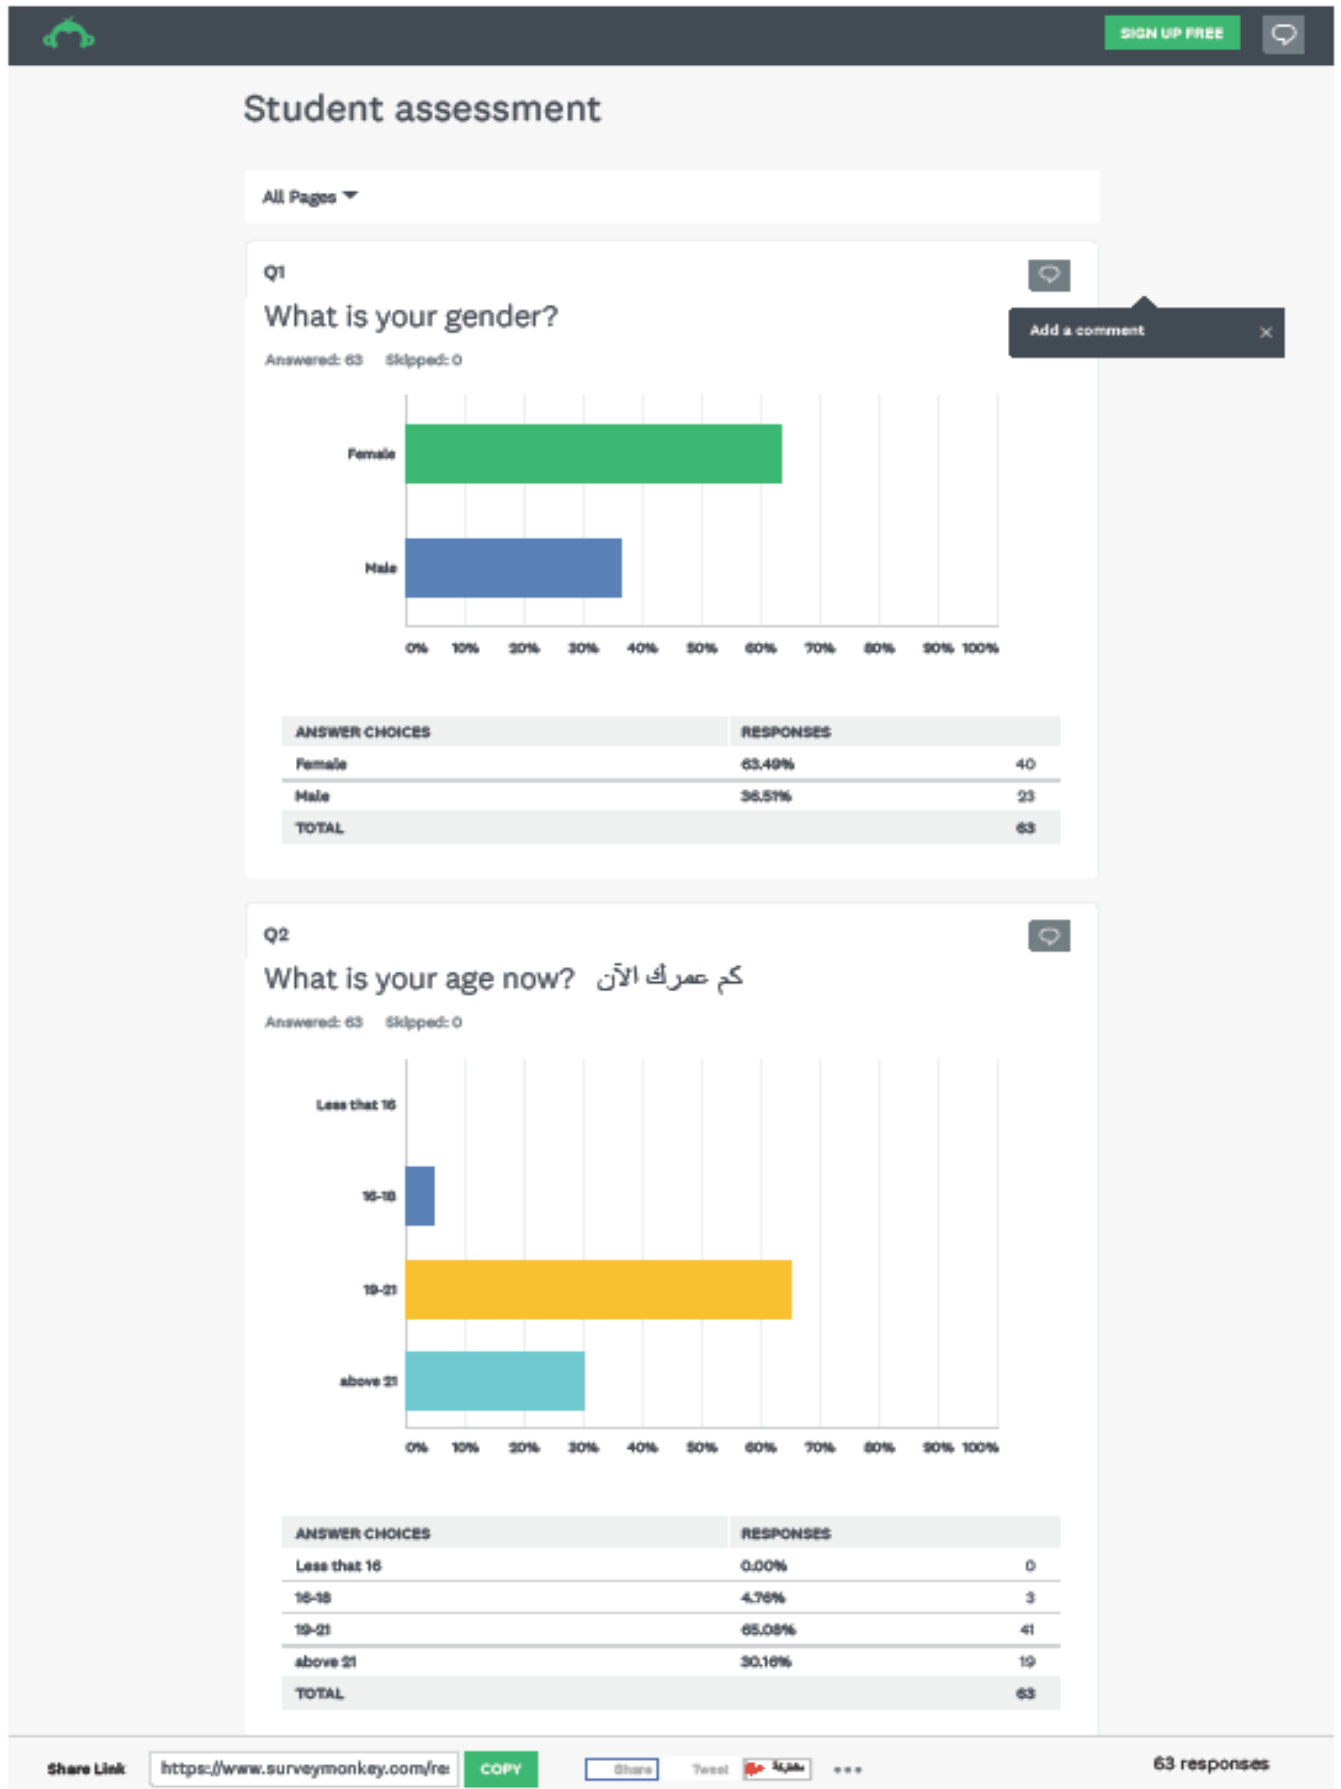 SIGN UP FREE
Student assessment
All Pages
Q1
What is your gender?
Answered: 63 Skipped: 0
Add a comment
Female
Male
0% 10% 20% 30% 40% 50% 60% 70% 80% 90% 100%
ANSWER CHOICES RESPONSES
Female 63.49% 40
Male 36.51% 23
TOTAL 63
Q2
What is your age now? كم عمرك الآن
Answered: 63 Skipped: 0
Less that 16
16-18
19-21
above 21
0% 10% 20% 30% 40% 50% 60% 70% 80% 90% 100%
ANSWER CHOICES RESPONSES
Less that 16 0.00% 0
16-18 4.76% 3
19-21 65.08% 41
above 21 30.16% 19
TOTAL 63
Share Link https://www.surveymonkey.com/re COPY Share Tweet 63 responses